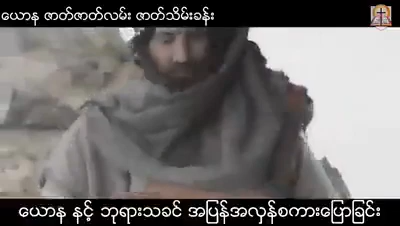 ယောန ဇာတ်ဇာတ်လမ်း ဇာတ်သိမ်းခန်း
ယောန နှင့် ဘုရားသခင် အပြန်အလှန်စကားပြောခြင်း